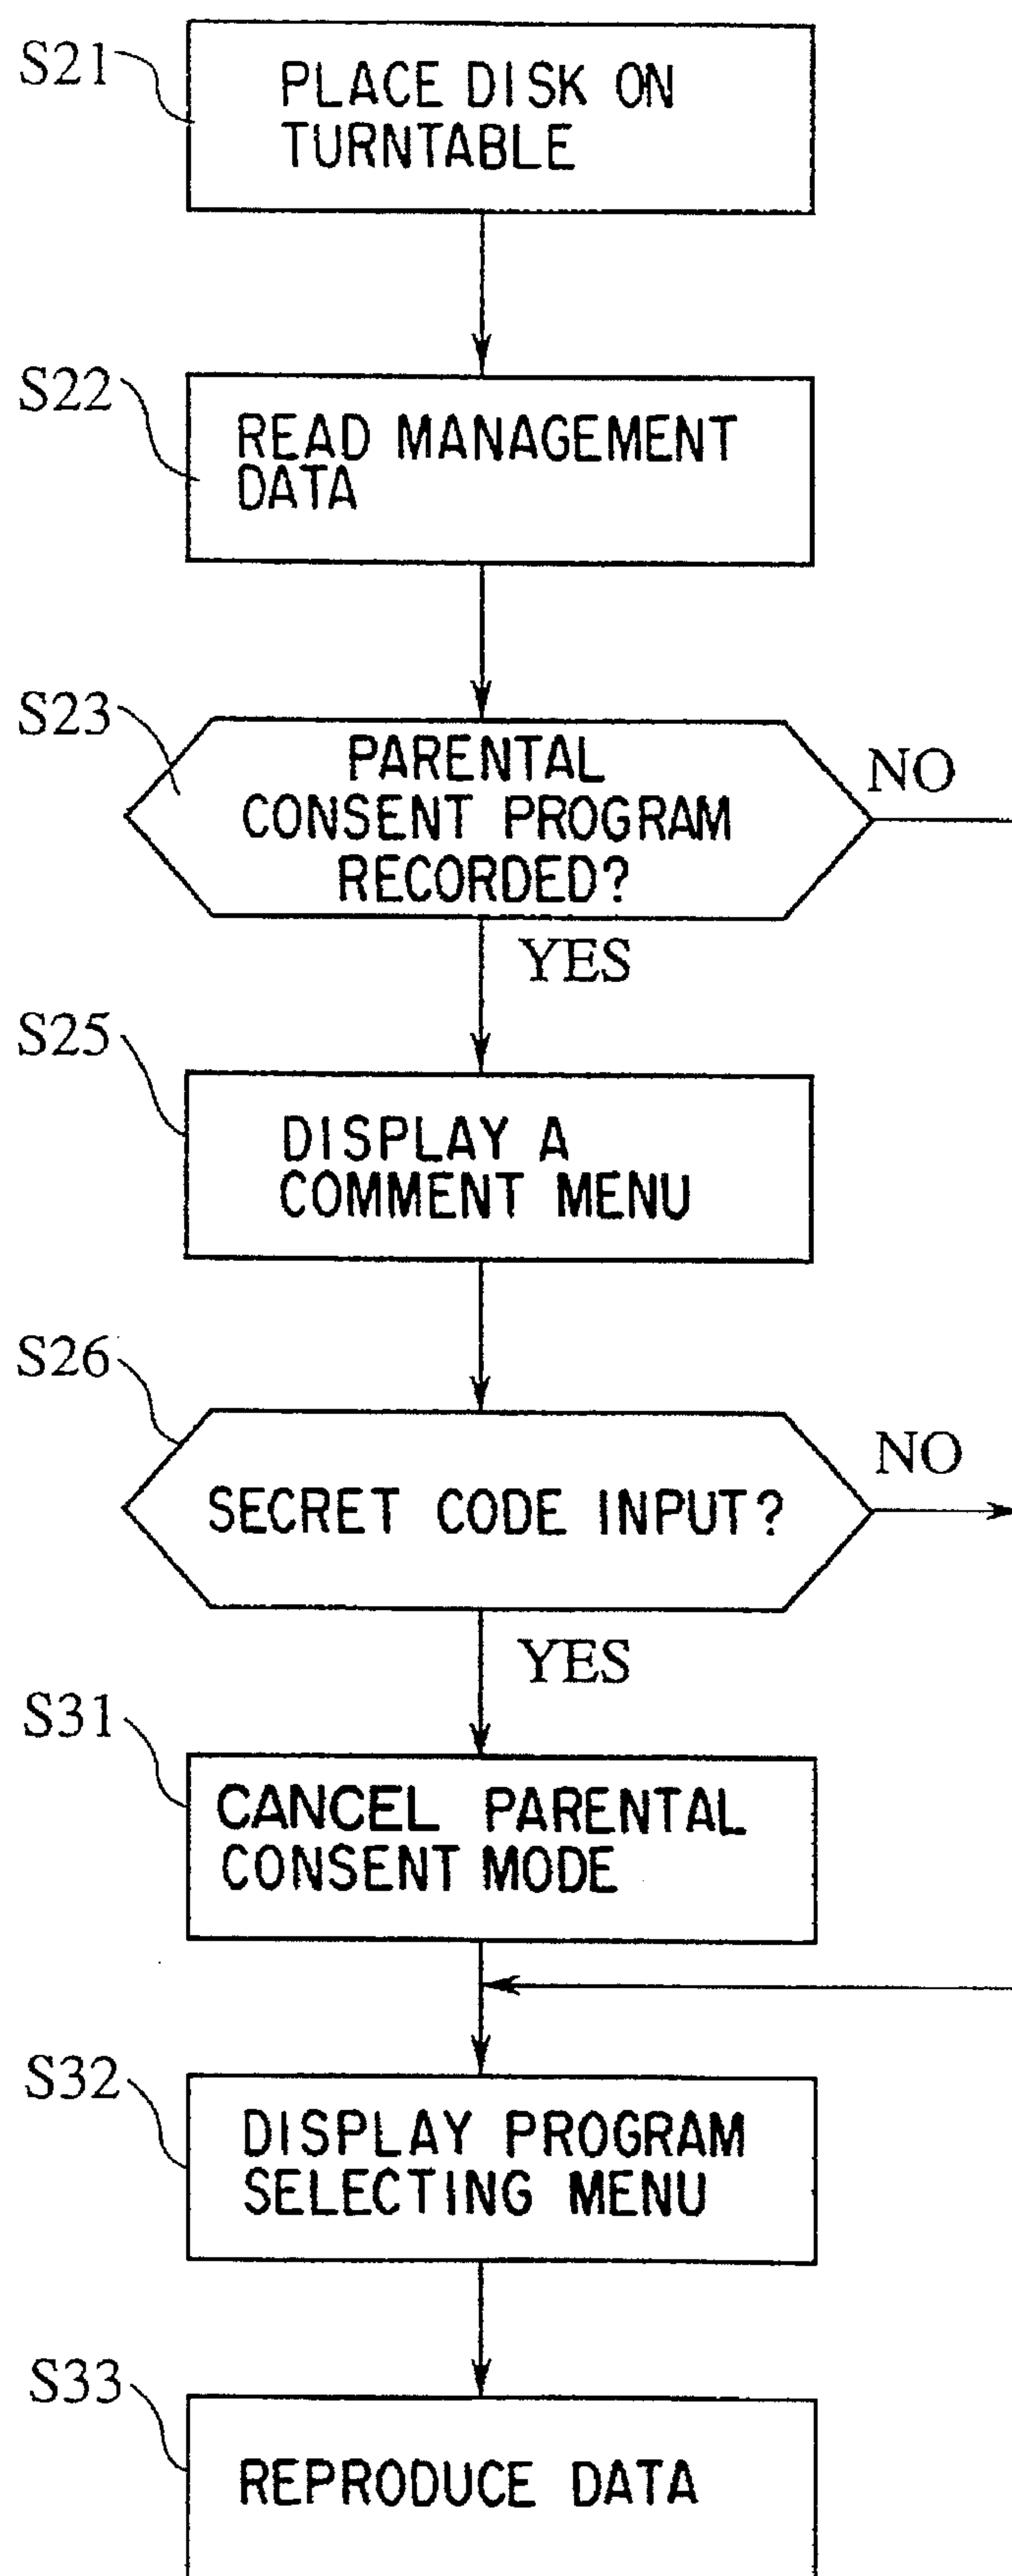 S21
PLACE DISK ON
TURNTABLE
S22
READ MANAGEMENT
DATA
S23
PARENTAL
CONSENT PROGRAM
RECORDED?
NO
YES
S25
DISPLAY A
COMMENT MENU
S26
SECRET CODE INPUT?
NO
YES
S31
CANCEL PARENTAL
CONSENT MODE
S32
DISPLAY PROGRAM
SELECTING MENU
S33
REPRODUCE DATA